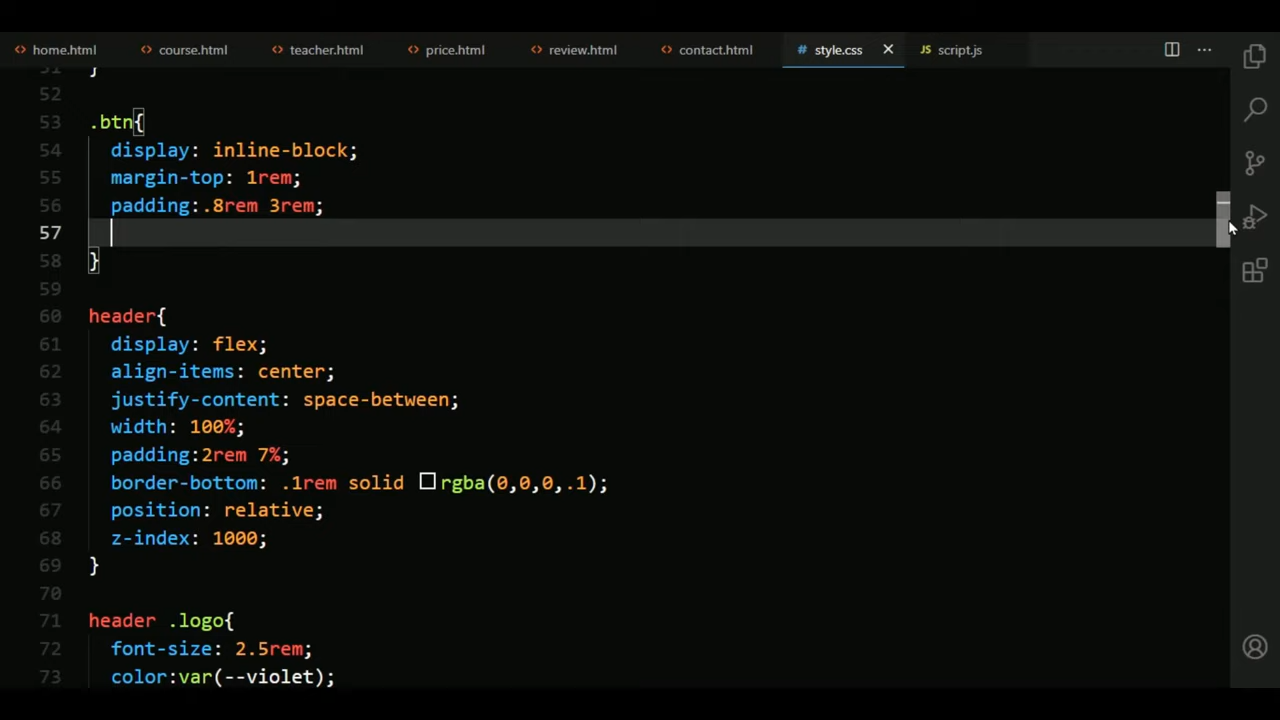 home.html course.html teacher.html price.html review.html contact.html # style.css JS script.js
51 }
52
53 .btn{
54 display: inline-block;
55 margin-top: 1rem;
56 padding:.8rem 3rem;
57
58 }
59
60 header{
61 display: flex;
62 align-items: center;
63 justify-content: space-between;
64 width: 100%;
65 padding:2rem 7%;
66 border-bottom: .1rem solid rgba(0,0,0,.1);
67 position: relative;
68 z-index: 1000;
69 }
70
71 header .logo{
72 font-size: 2.5rem;
73 color:var(--violet);